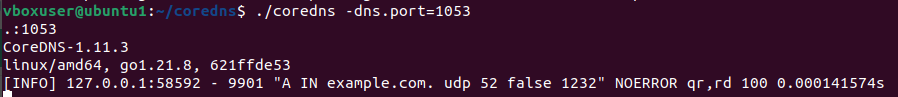 vboxuser@ubuntu1:~/coredns$ ./coredns -dns.port=1053
.:1053
CoreDNS-1.11.3
linux/amd64, go1.21.8, 621ffde53
[INFO] 127.0.0.1:58592 - 9901 "A IN example.com. udp 52 false 1232" NOERROR qr,rd 100 0.000141574s